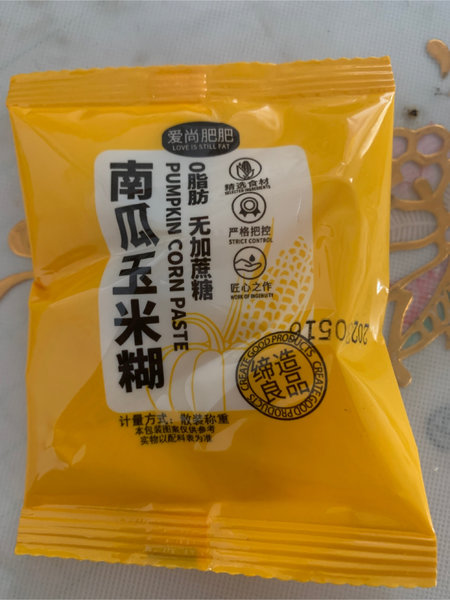 爱尚肥肥
LOVE IS STILL FAT
南瓜玉米糊
PUMPKIN CORN PASTE
0脂肪 无加蔗糖
精选食材
SELECTED INGREDIENTS
严格把控
STRICT CONTROL
匠心之作
WORK OF INGENUITY
CREATE GOOD PRODUCTS
缔造
良品
CREATE GOOD PRODUCTS
计量方式：散装称重
本包装图案仅供参考
实物以配料表为准